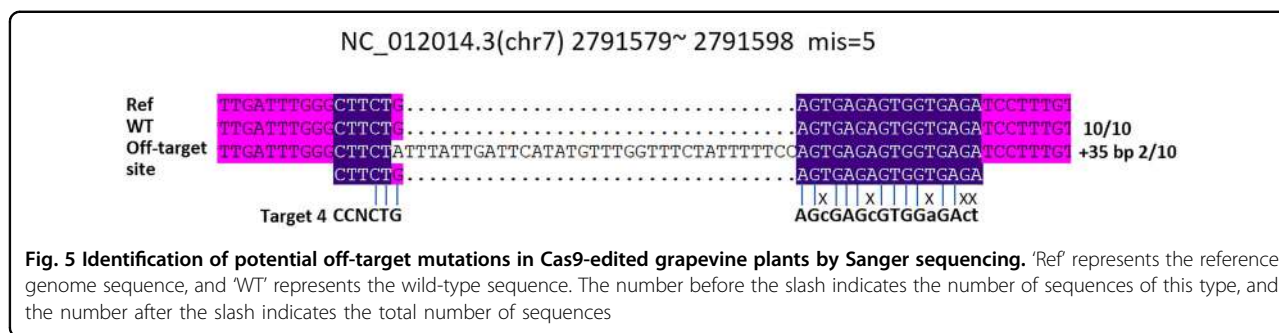 NC_012014.3(chr7) 2791579~ 2791598 mis=5
Ref TTGATTTGGGCTTCTG..................................AGTGAGAGTGGTGAGATCCTTTGT
WT TTGATTTGGGCTTCTG..................................AGTGAGAGTGGTGAGATCCTTTGT 10/10
Off-target TTGATTTGGGCTTCTATTTATTGATTCATATGTTTGGTTTCTATTTTTCCAGTGAGAGTGGTGAGATCCTTTGT +35 bp 2/10
site CTTCTG..................................AGTGAGAGTGGTGAGA
x x x xx
Target 4 CCNCTG AGcGAGcGTGGaGAct
Fig. 5 Identification of potential off-target mutations in Cas9-edited grapevine plants by Sanger sequencing. ‘Ref’ represents the reference
genome sequence, and ‘WT’ represents the wild-type sequence. The number before the slash indicates the number of sequences of this type, and
the number after the slash indicates the total number of sequences